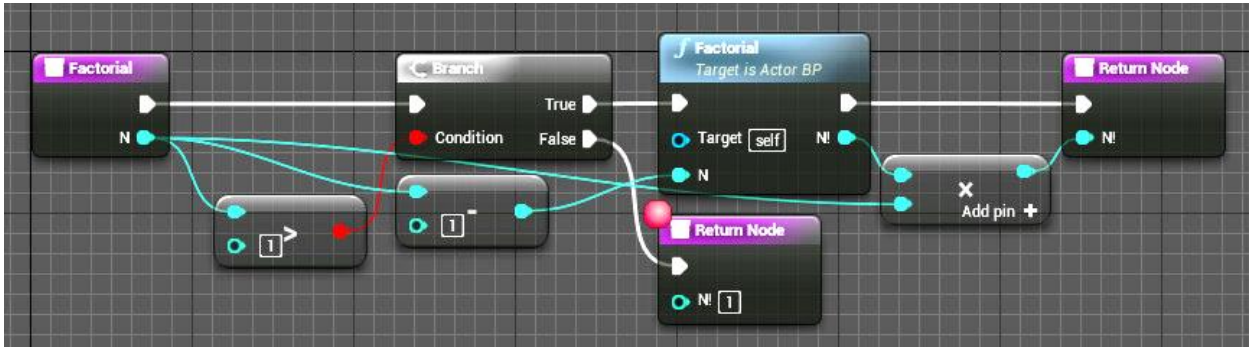 Factorial
N
Branch
True
Condition
False
1 >
1 -
f Factorial
Target is Actor BP
Target self
N!
N
Return Node
N! 1
×
Add pin +
Return Node
N!